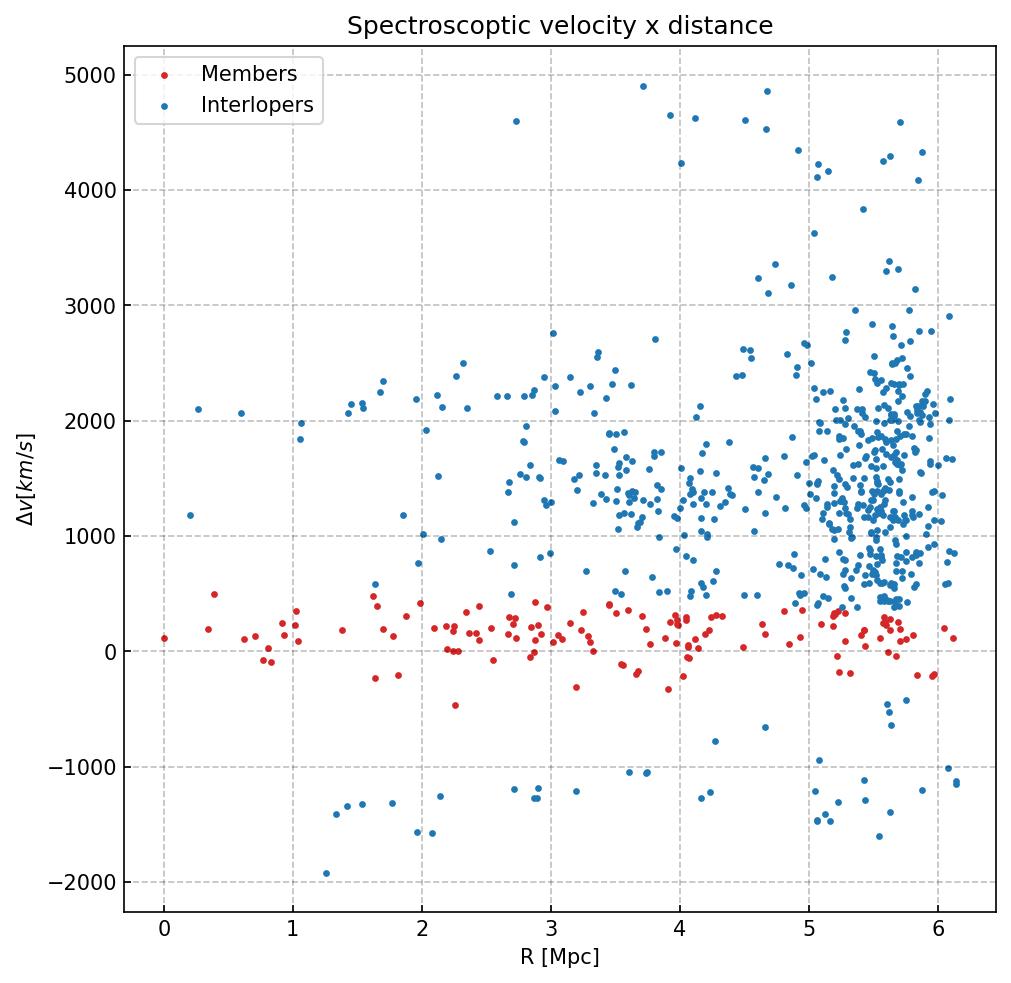 Spectroscoptic velocity x distance
Members
Interlopers
5000
4000
3000
2000
1000
0
−1000
−2000
Δv[km/s]
0 1 2 3 4 5 6
R [Mpc]